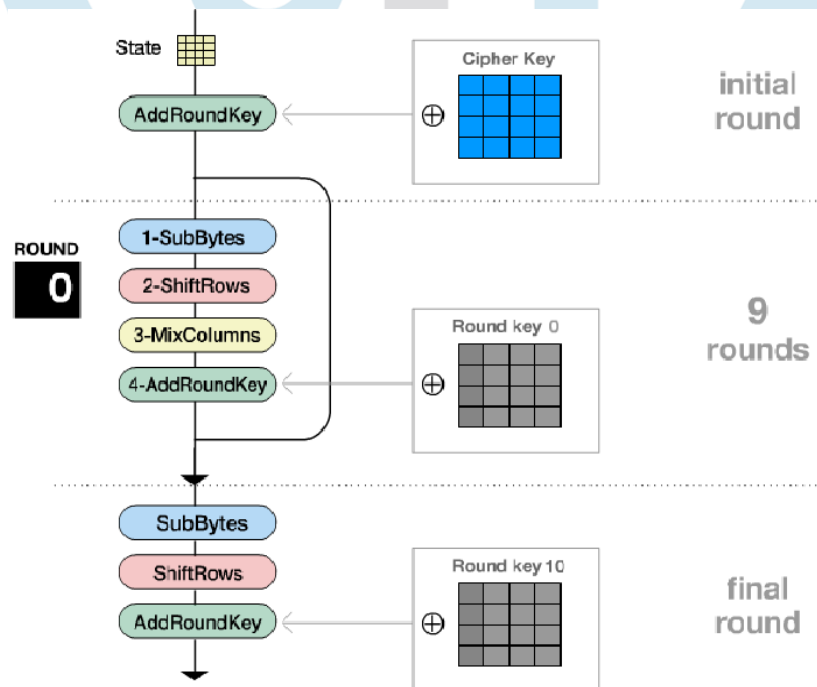 State
Cipher Key
initial
round
AddRoundKey
⊕
ROUND
0
1-SubBytes
2-ShiftRows
3-MixColumns
4-AddRoundKey
Round key 0
⊕
9
rounds
SubBytes
ShiftRows
AddRoundKey
Round key 10
⊕
final
round